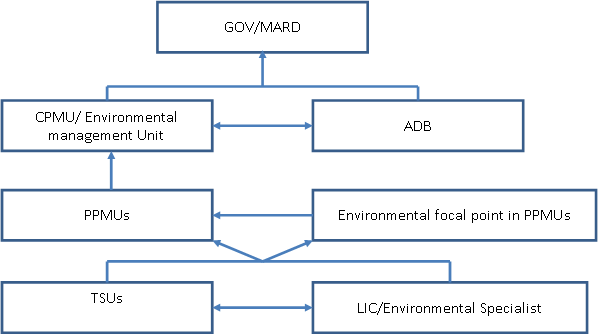 GOV/MARD
CPMU/ Environmental
management Unit
ADB
PPMUs
Environmental focal point in PPMUs
TSUs
LIC/Environmental Specialist